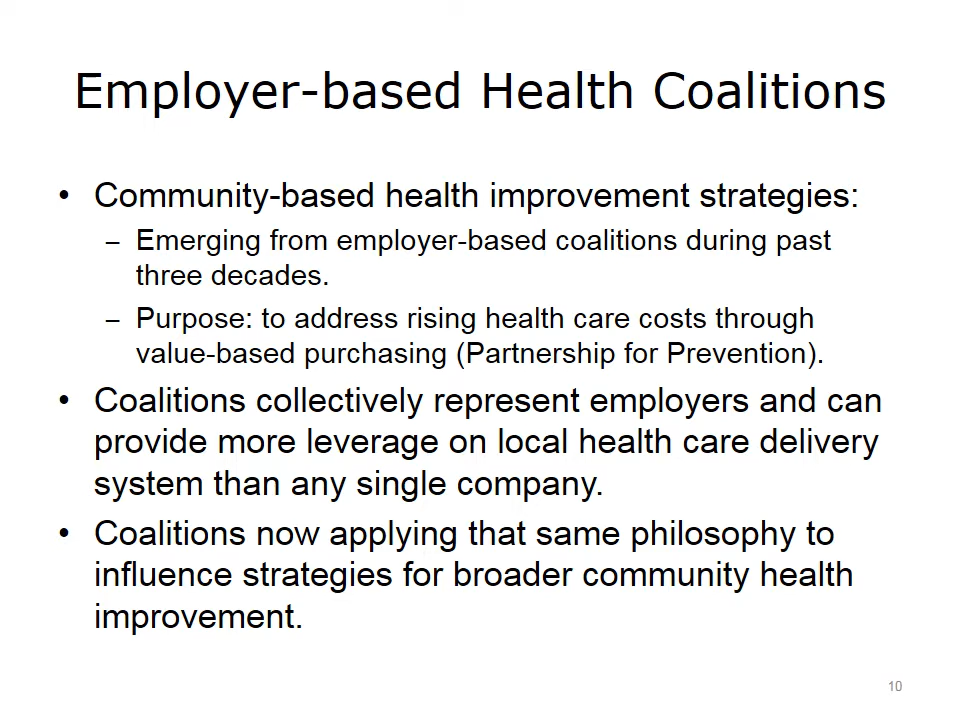 Employer-based Health Coalitions
• Community-based health improvement strategies:
– Emerging from employer-based coalitions during past
three decades.
– Purpose: to address rising health care costs through
value-based purchasing (Partnership for Prevention).
• Coalitions collectively represent employers and can
provide more leverage on local health care delivery
system than any single company.
• Coalitions now applying that same philosophy to
influence strategies for broader community health
improvement.
10